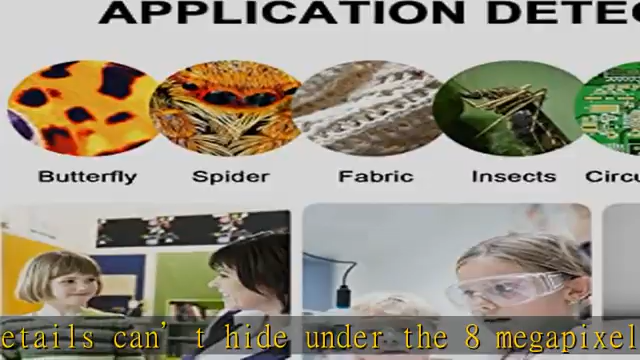 APPLICATION DETEC
Butterfly Spider Fabric Insects Circu
etails can't hide under the 8 megapixel